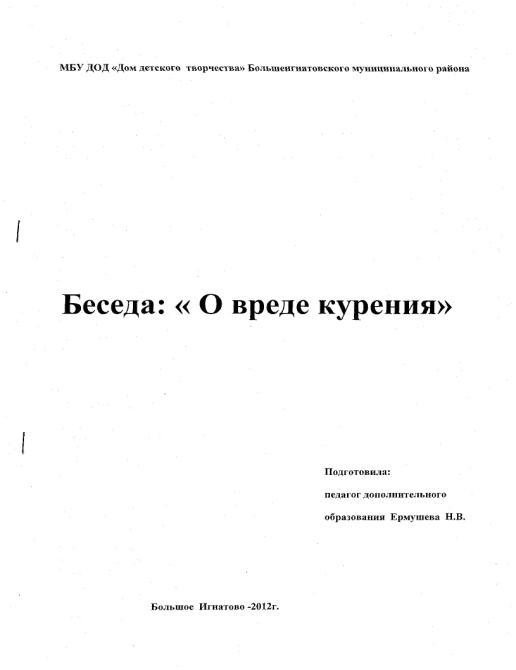 МБУ ДОД «Дом детского творчества» Большеигнатовского муниципального района
Беседа: « О вреде курения»
Подготовила:
педагог дополнительного
образования Ермушева Н.В.
Большое Игнатово -2012г.